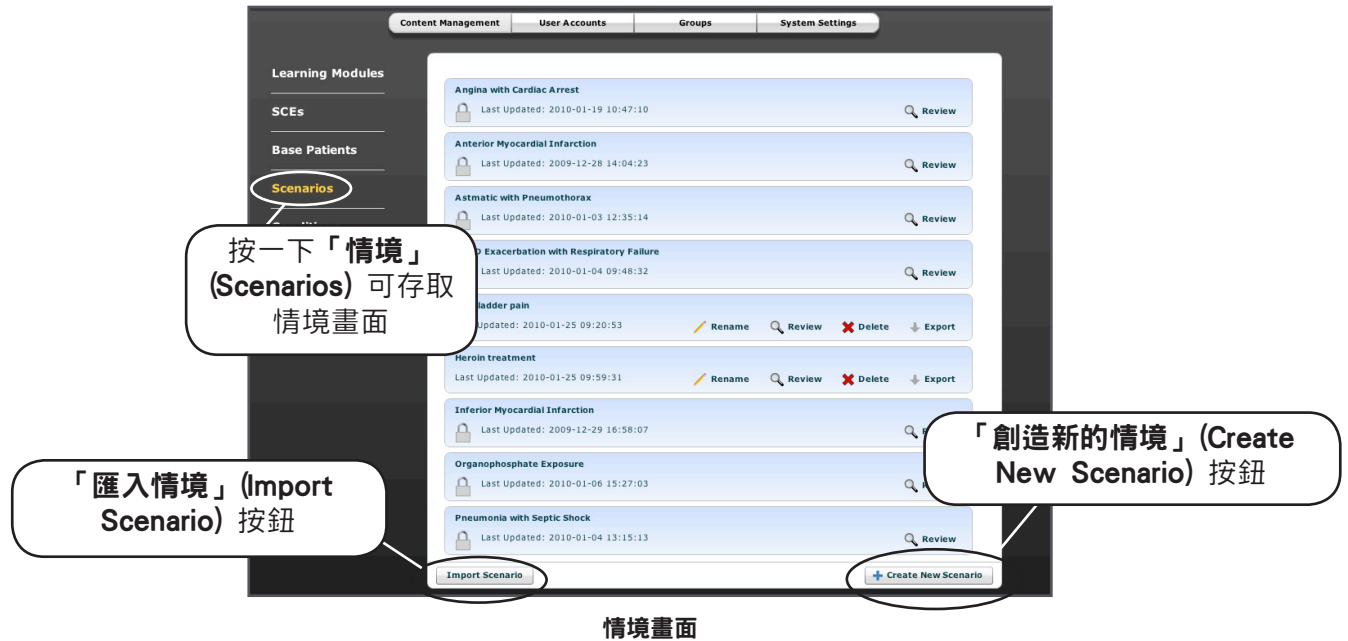 Content Management User Accounts Groups System Settings
Learning Modules
SCEs
Base Patients
Scenarios
按一下「情境」
(Scenarios) 可存取
情境畫面
Angina with Cardiac Arrest
Last Updated: 2010-01-19 10:47:10 Review
Anterior Myocardial Infarction
Last Updated: 2009-12-28 14:04:23 Review
Astmatic with Pneumothorax
Last Updated: 2010-01-03 12:35:14 Review
Exacerbation with Respiratory Failure
Last Updated: 2010-01-04 09:48:32 Review
pain
2010-01-25 09:20:53 Rename Review Delete Export
Heroin treatment
Last Updated: 2010-01-25 09:59:31 Rename Review Delete Export
Inferior Myocardial Infarction
Last Updated: 2009-12-29 16:58:07
Organophosphate Exposure
Last Updated: 2010-01-06 15:27:03
Pneumonia with Septic Shock
Last Updated: 2010-01-04 13:15:13 Review
「創造新的情境」(Create
New Scenario) 按鈕
「匯入情境」(Import
Scenario) 按鈕
Import Scenario Create New Scenario
情境畫面